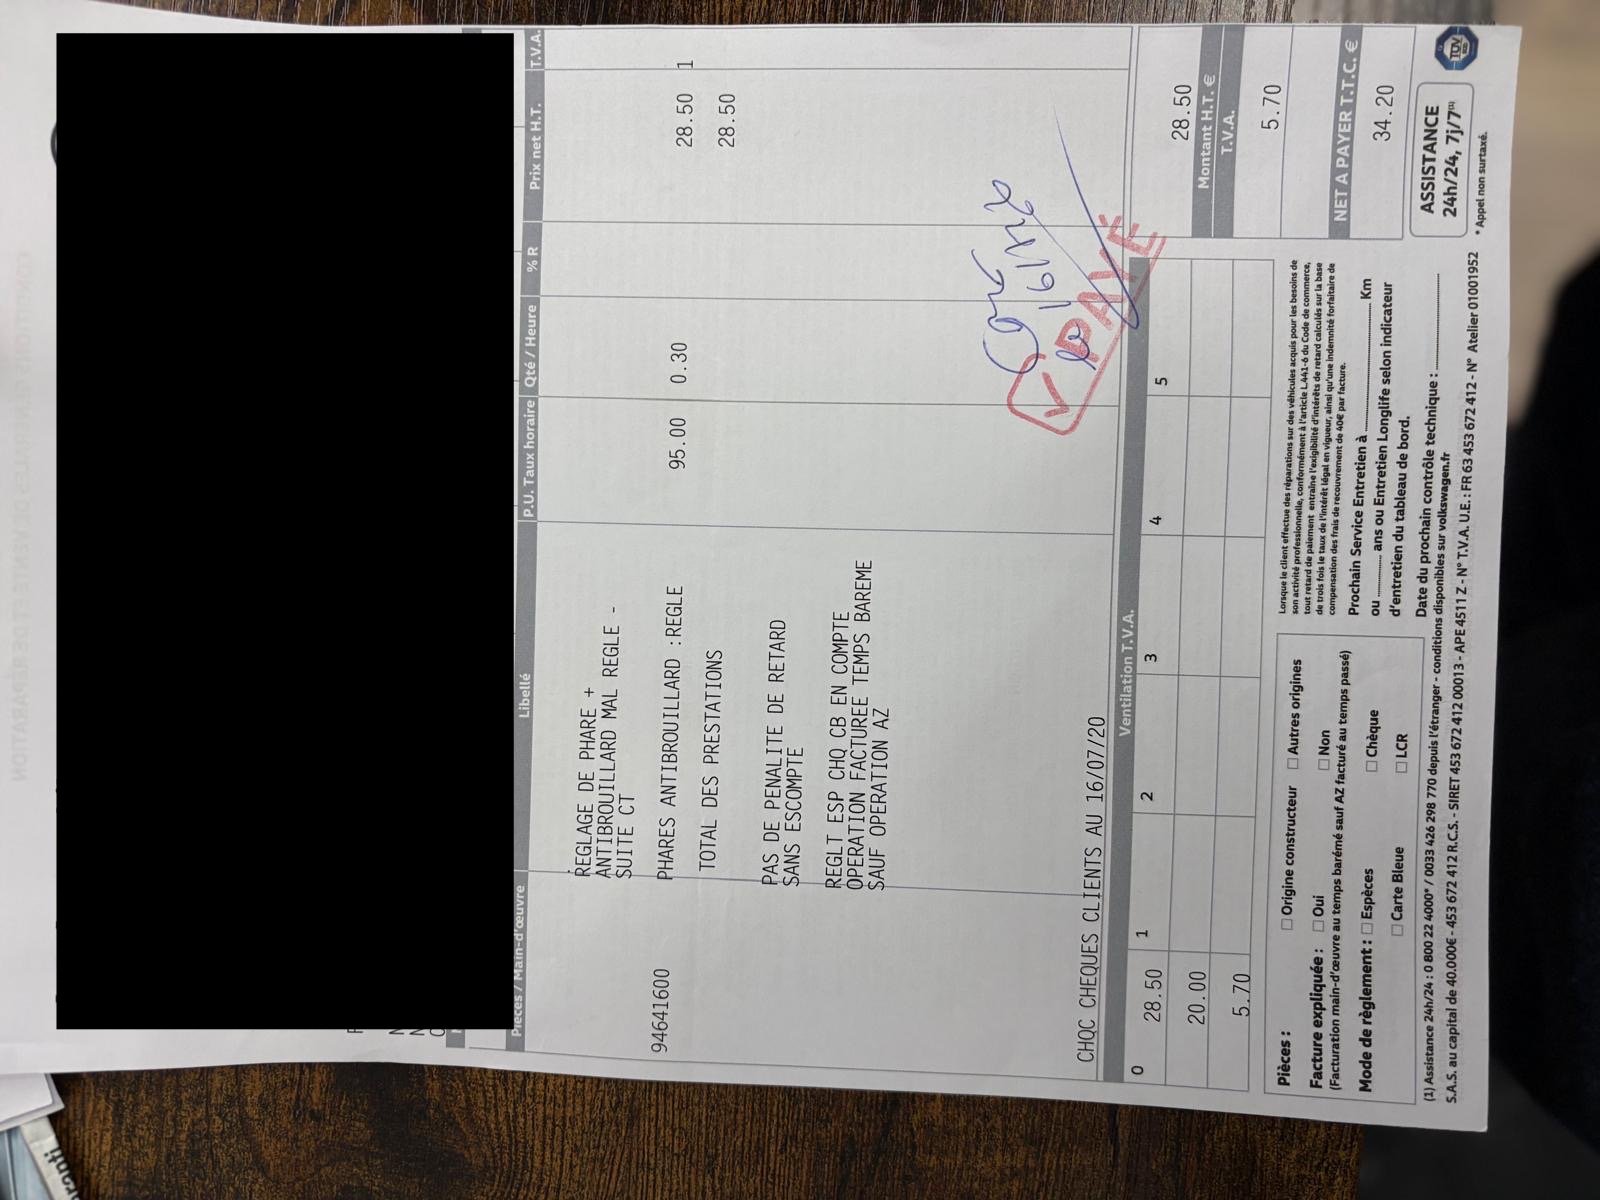 Pièces / Main-d'œuvre Libellé P.U. Taux horaire Qté / Heure % R Prix net H.T. T.V.A.
REGLAGE DE PHARE +
ANTIBROUILLARD MAL REGLE -
SUITE CT
94641600 PHARES ANTIBROUILLARD :REGLE 95.00 0.30 28.50 1
TOTAL DES PRESTATIONS 28.50
PAS DE PENALITE DE RETARD
SANS ESCOMPTE
REGLT ESP CHQ CB EN COMPTE
OPERATION FACTUREE TEMPS BAREME
SAUF OPERATION AZ
PAYÉ
CHQC CHEQUES CLIENTS AU 16/07/20
Ventilation T.V.A.
0 1 2 3 4 5
28.50
20.00
5.70
28.50
Montant H.T. €
T.V.A.
5.70
NET A PAYER T.T.C. €
34.20
Pièces : Origine constructeur Autres origines
Facture expliquée : Oui Non
(Facturation main-d'œuvre au temps barémé sauf AZ facturé au temps passé)
Mode de règlement : Espèces Chèque
Carte Bleue LCR
Lorsque le client effectue des réparations sur des véhicules acquis pour les besoins de
son activité professionnelle, conformément à l'article L.441-6 du Code de commerce,
tout retard de paiement entraîne l'exigibilité d'intérêts de retard calculés sur la base
de trois fois le taux de l'intérêt légal en vigueur, ainsi qu'une indemnité forfaitaire de
compensation des frais de recouvrement de 40€ par facture.
Prochain Service Entretien à ............ Km
ou ............ ans ou Entretien Longlife selon indicateur
d'entretien du tableau de bord.
Date du prochain contrôle technique : ............
ASSISTANCE
24h/24, 7j/7(1)
* Appel non surtaxé.
TÜV
(1) Assistance 24h/24 : 0 800 22 4000* / 0033 426 298 770 depuis l'étranger - conditions disponibles sur volkswagen.fr
S.A.S. au capital de 40.000€ - 453 672 412 R.C.S. - SIRET 453 672 412 00013 - APE 4511 Z - N° T.V.A. U.E. : FR 63 453 672 412 - N° Atelier 01001952